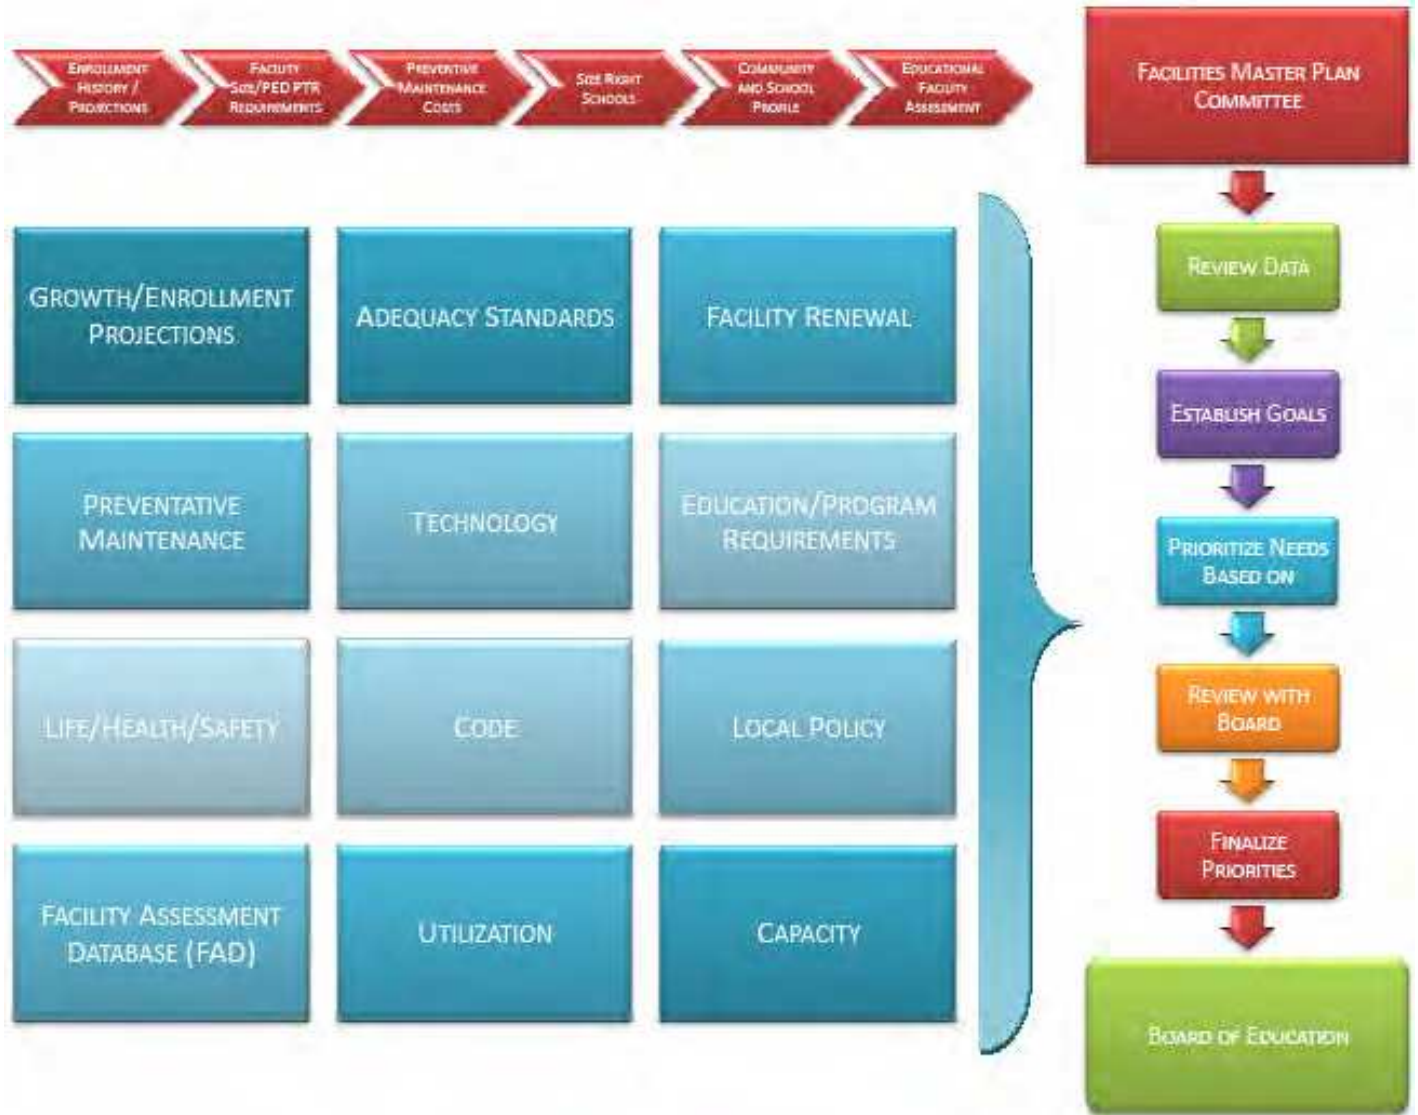 ENROLLMENT
HISTORY /
PROJECTIONS
FACILITY
SIZE/PED PTR
REQUIREMENTS
PREVENTIVE
MAINTENANCE
COSTS
SIZE RIGHT
SCHOOLS
COMMUNITY
AND SCHOOL
PROFILE
EDUCATIONAL
FACILITY
ASSESSMENT
GROWTH/ENROLLMENT
PROJECTIONS
ADEQUACY STANDARDS
FACILITY RENEWAL
PREVENTATIVE
MAINTENANCE
TECHNOLOGY
EDUCATION/PROGRAM
REQUIREMENTS
LIFE/HEALTH/SAFETY
CODE
LOCAL POLICY
FACILITY ASSESSMENT
DATABASE (FAD)
UTILIZATION
CAPACITY
FACILITIES MASTER PLAN
COMMITTEE
REVIEW DATA
ESTABLISH GOALS
PRIORITIZE NEEDS
BASED ON
REVIEW WITH
BOARD
FINALIZE
PRIORITIES
BOARD OF EDUCATION